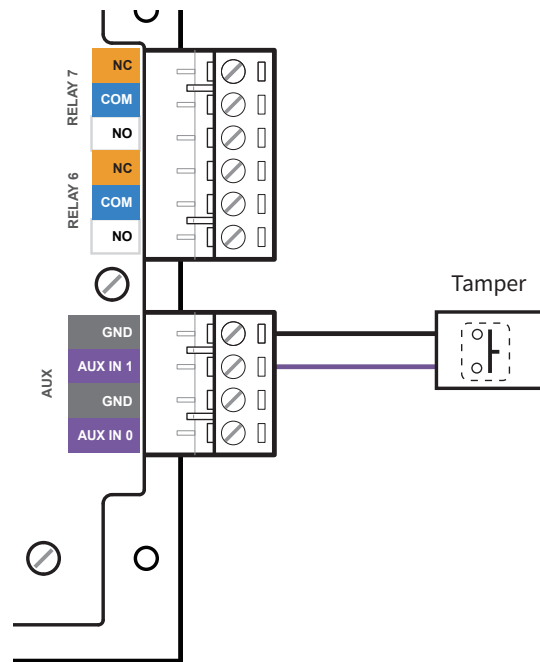 RELAY 7
NC
COM
NO
RELAY 6
NC
COM
NO
Tamper
AUX
GND
AUX IN 1
GND
AUX IN 0